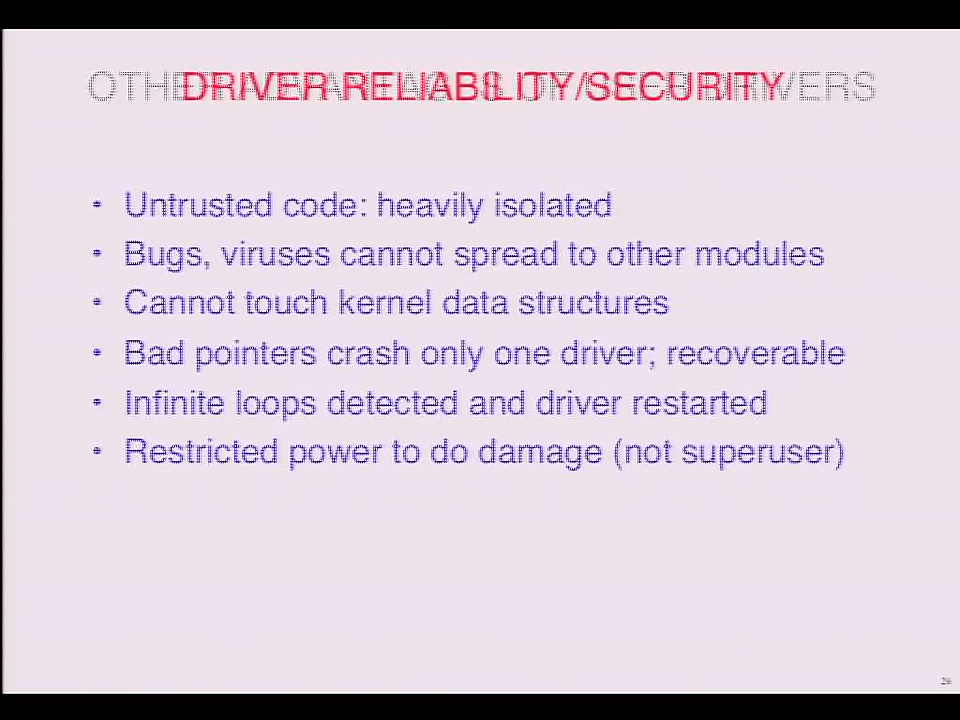 DRIVER RELIABILITY/SECURITY
• Untrusted code: heavily isolated
• Bugs, viruses cannot spread to other modules
• Cannot touch kernel data structures
• Bad pointers crash only one driver; recoverable
• Infinite loops detected and driver restarted
• Restricted power to do damage (not superuser)